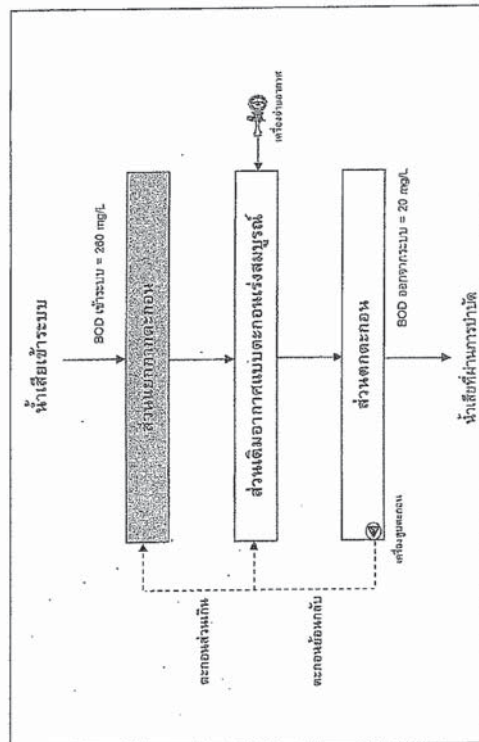 น้ำเสียเข้าระบบ
BOD เข้าระบบ = 260 mg/L
ส่วนแยกกากตะกอน
ส่วนเติมอากาศแบบตะกอนเร่งสมบูรณ์
เครื่องจ่ายอากาศ
ส่วนตกตะกอน
เครื่องสูบตะกอน
ตะกอนส่วนเกิน
ตะกอนย้อนกลับ
BOD ออกจากระบบ = 20 mg/L
น้ำเสียที่ผ่านการบำบัด